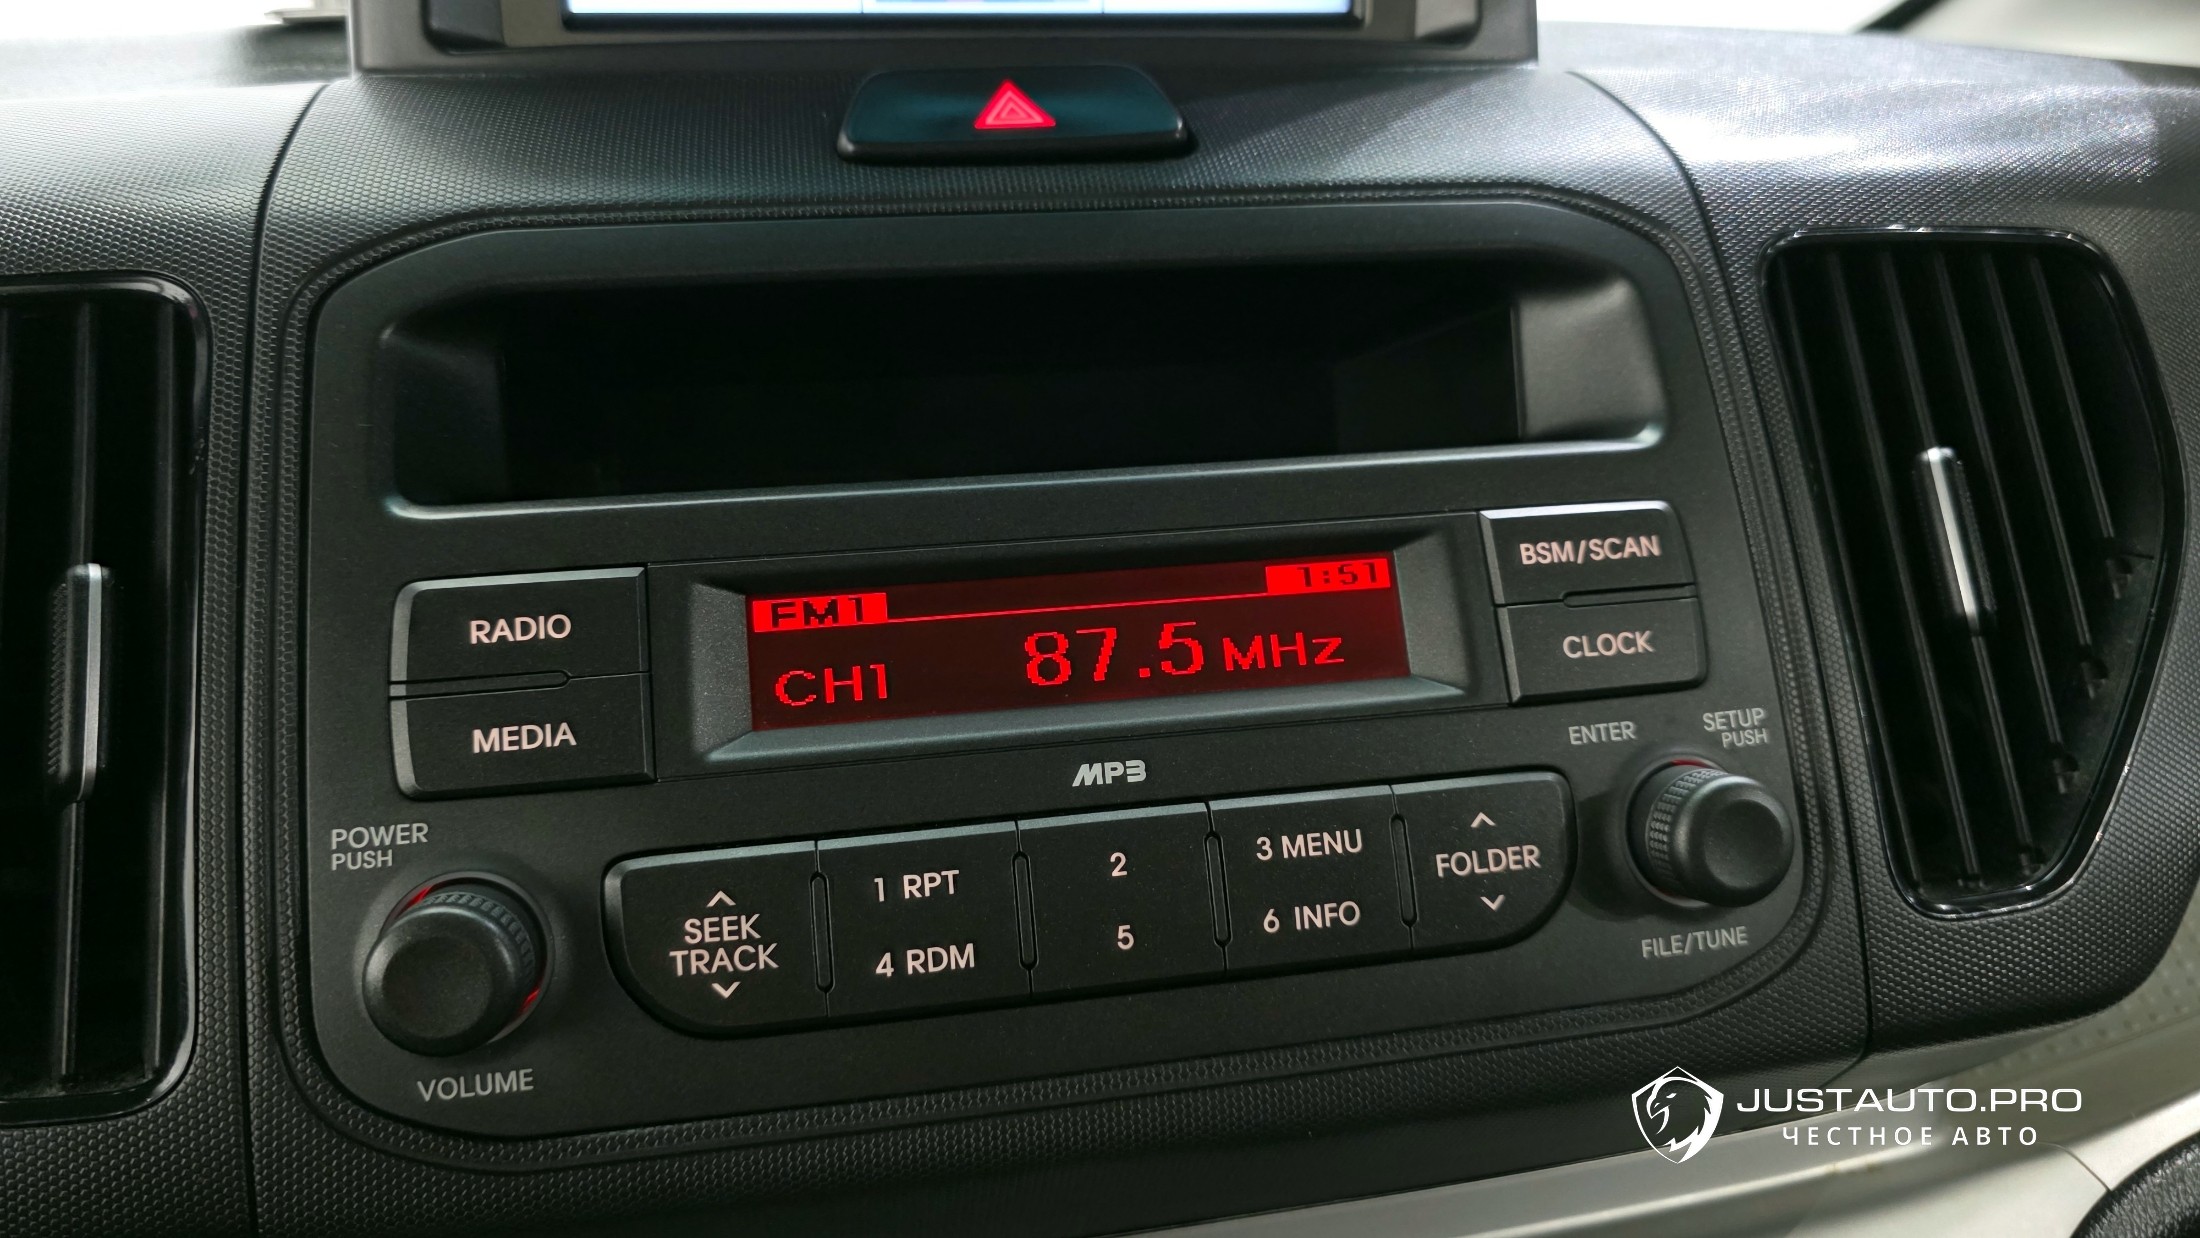 FM1
1:51
CH1
87.5 MHz
RADIO
MEDIA
BSM/SCAN
CLOCK
MP3
POWER
PUSH
VOLUME
SEEK
TRACK
1 RPT
4 RDM
2
5
3 MENU
6 INFO
FOLDER
ENTER
SETUP
PUSH
FILE/TUNE
JUSTAUTO.PRO
ЧЕСТНОЕ АВТО